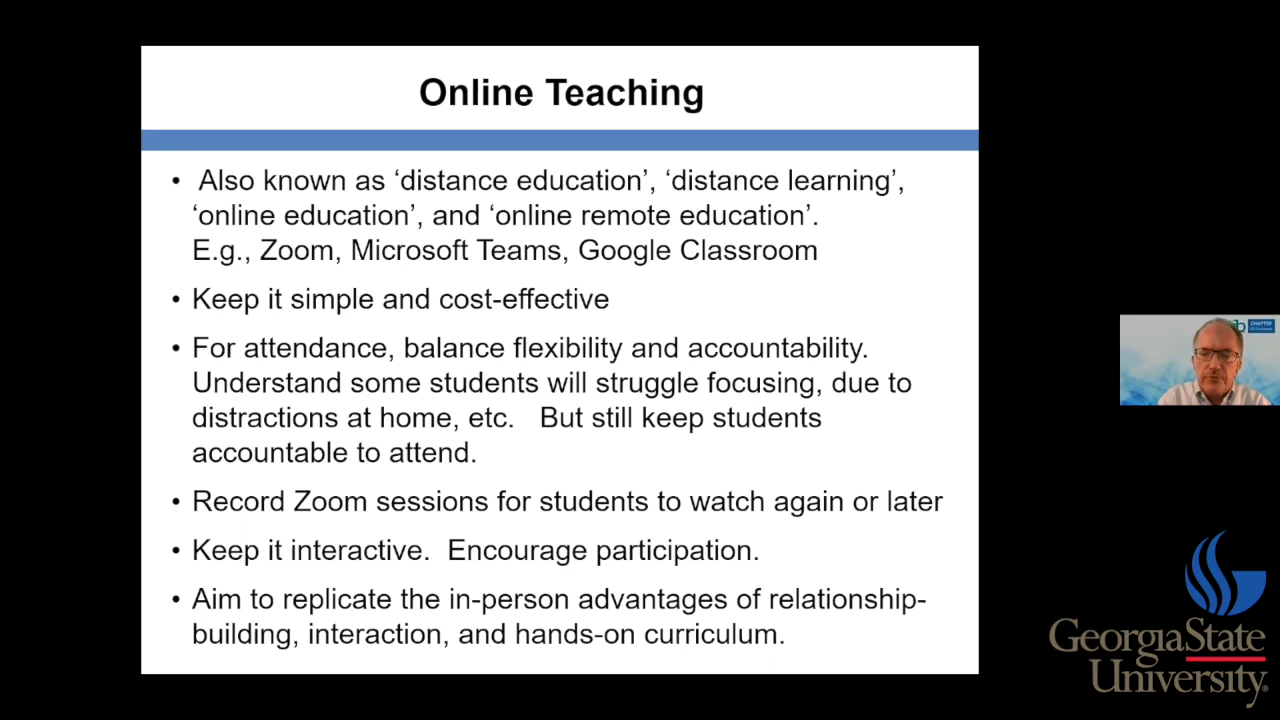 Online Teaching
• Also known as ‘distance education’, ‘distance learning’,
‘online education’, and ‘online remote education’.
E.g., Zoom, Microsoft Teams, Google Classroom
• Keep it simple and cost-effective
• For attendance, balance flexibility and accountability.
Understand some students will struggle focusing, due to
distractions at home, etc.   But still keep students
accountable to attend.
• Record Zoom sessions for students to watch again or later
• Keep it interactive.  Encourage participation.
• Aim to replicate the in-person advantages of relationship-
building, interaction, and hands-on curriculum.
CHAPTER
GeorgiaState
University®